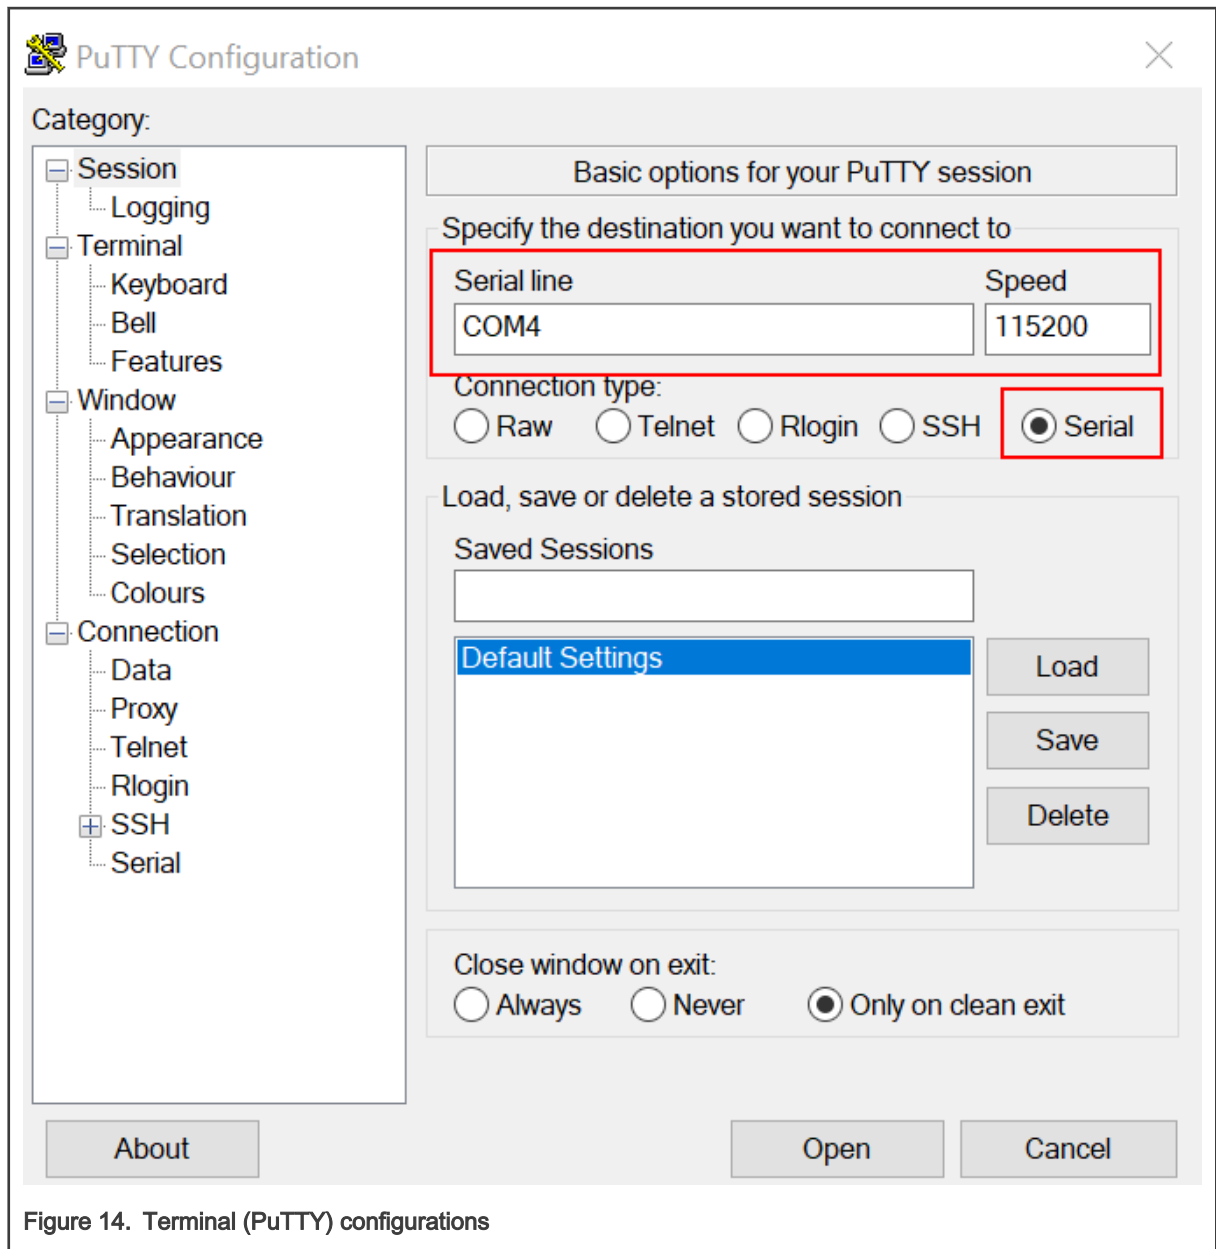 PuTTY Configuration
Category:
Session
Logging
Terminal
Keyboard
Bell
Features
Window
Appearance
Behaviour
Translation
Selection
Colours
Connection
Data
Proxy
Telnet
Rlogin
SSH
Serial
Basic options for your PuTTY session
Specify the destination you want to connect to
Serial line Speed
COM4 115200
Connection type:
Raw Telnet Rlogin SSH Serial
Load, save or delete a stored session
Saved Sessions
Default Settings
Load
Save
Delete
Close window on exit:
Always Never Only on clean exit
About Open Cancel
Figure 14. Terminal (PuTTY) configurations